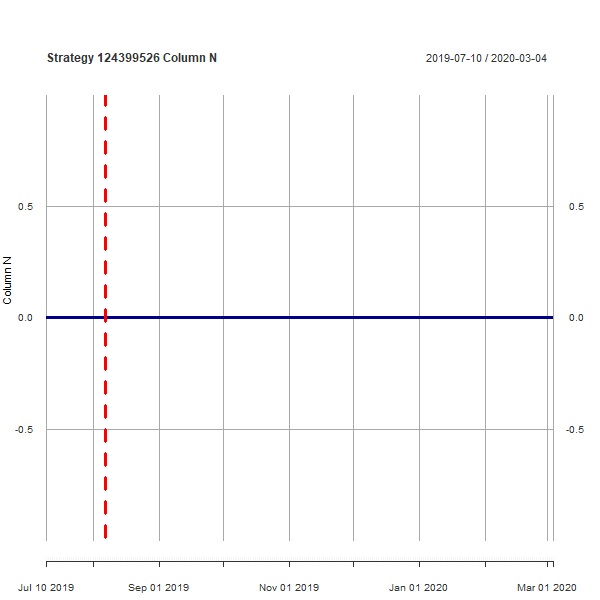 Strategy 124399526 Column N
2019-07-10 / 2020-03-04
Column N
0.5
0.5
0.0
0.0
-0.5
-0.5
Jul 10 2019
Sep 01 2019
Nov 01 2019
Jan 01 2020
Mar 01 2020